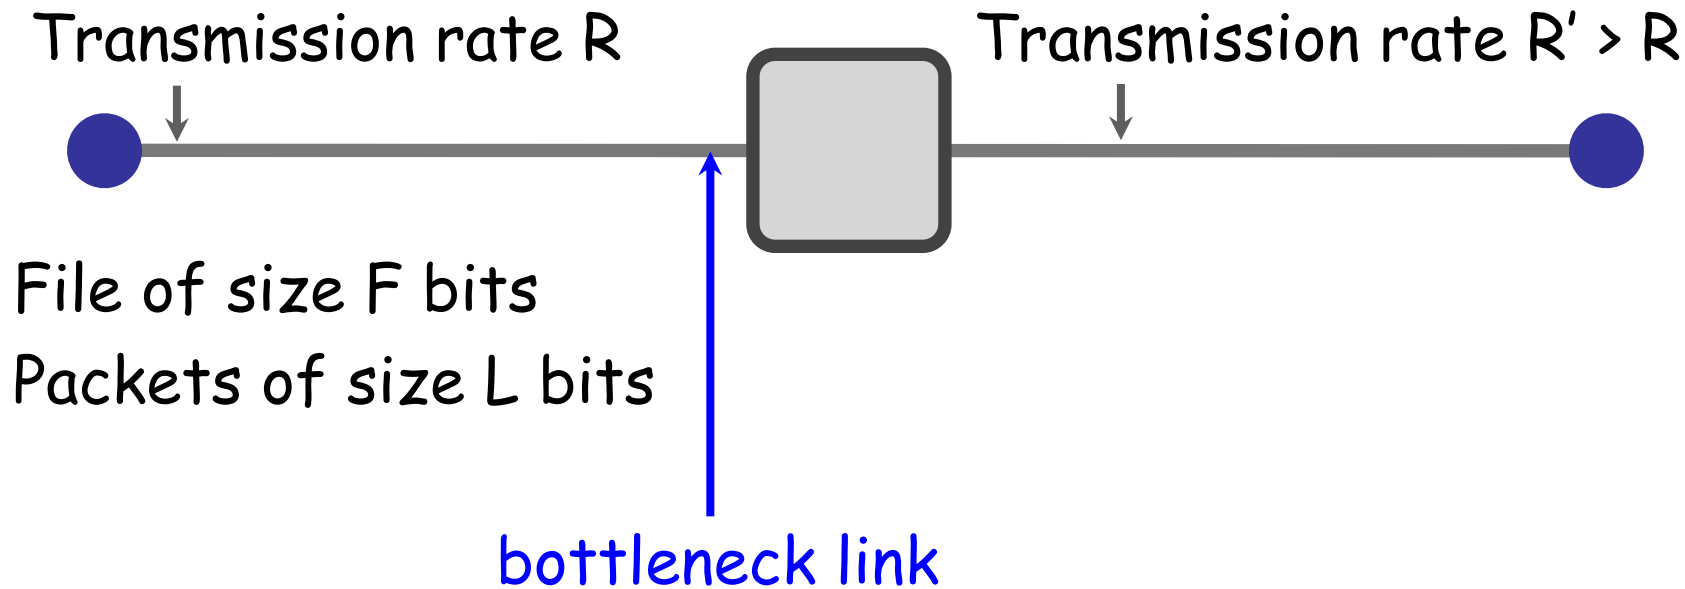 Transmission rate R
Transmission rate R′ > R
File of size F bits
Packets of size L bits
bottleneck link